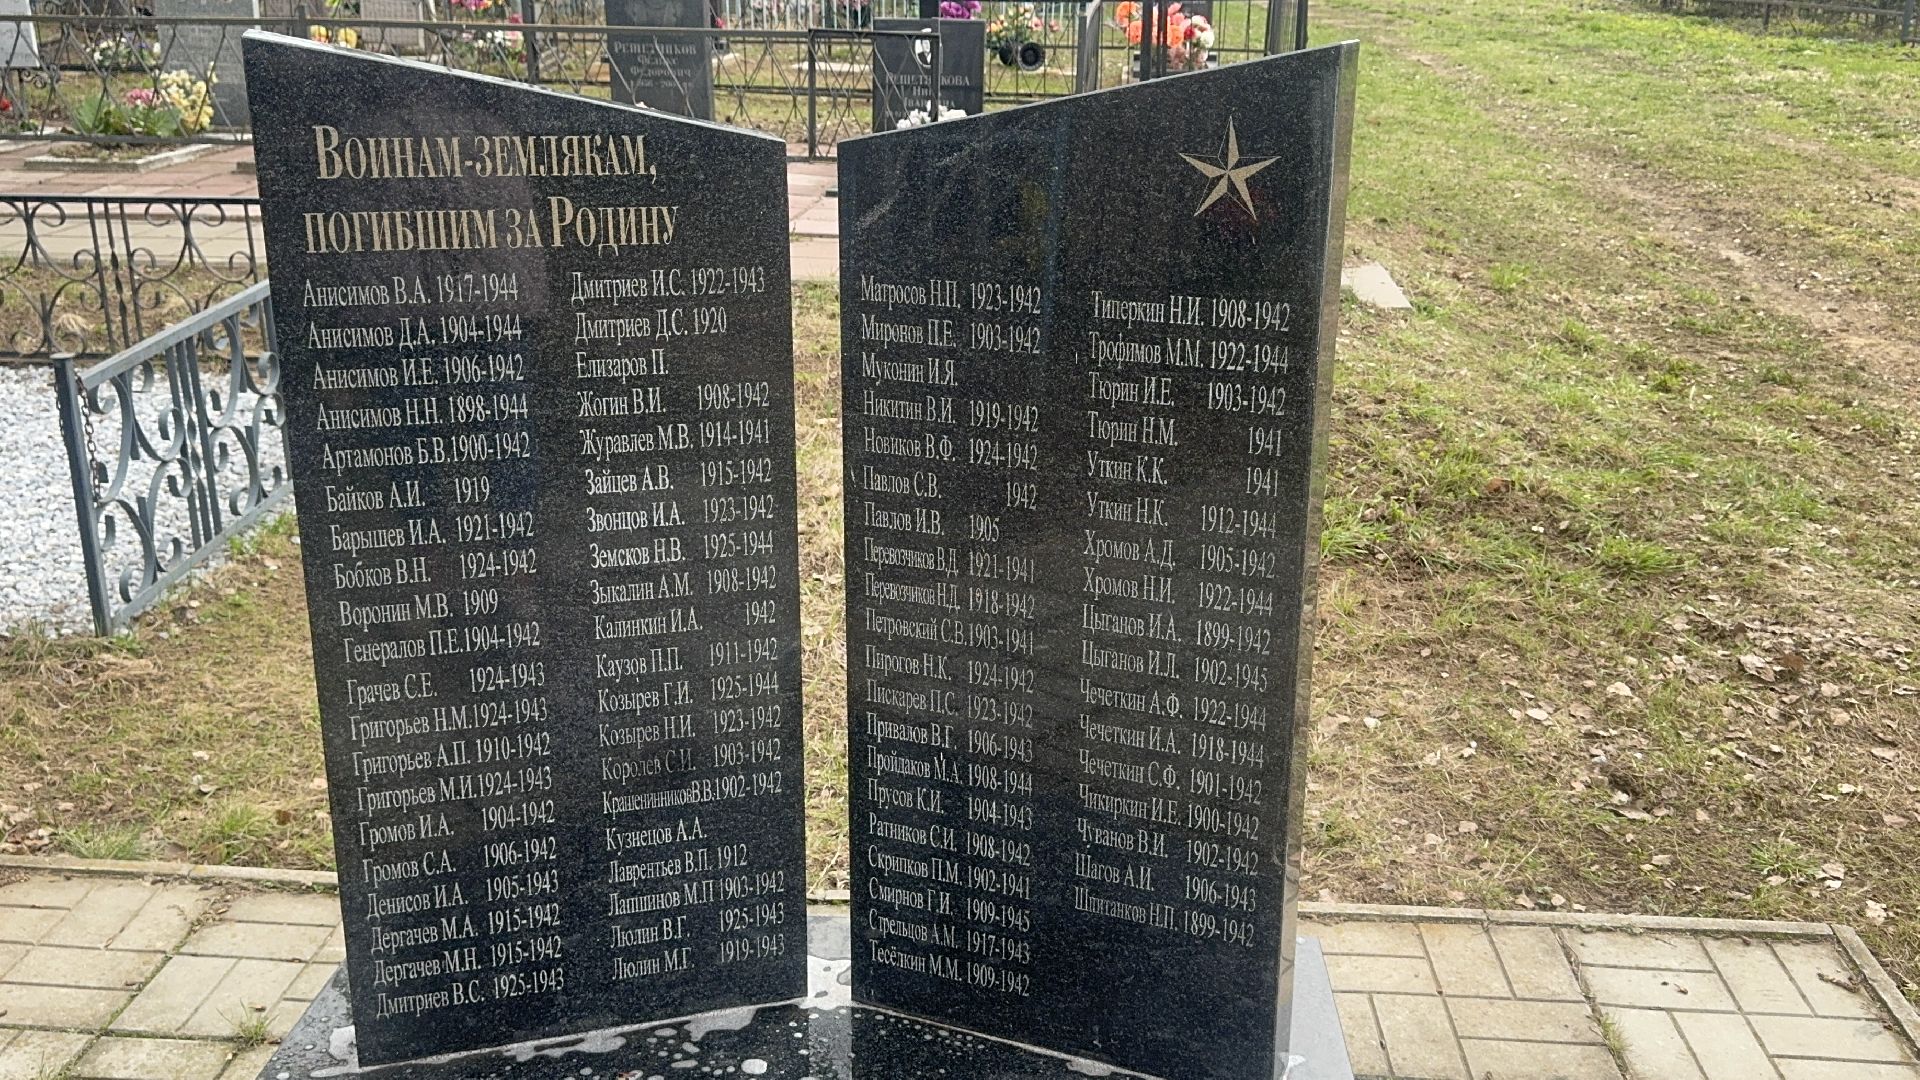 Решетников
Феликс
Федорович
Решетникова
Воинам-землякам,
погибшим за Родину
Анисимов В.А. 1917-1944
Анисимов Д.А. 1904-1944
Анисимов И.Е. 1906-1942
Анисимов Н.Н. 1898-1944
Артамонов Б.В. 1900-1942
Байков А.И. 1919
Барышев И.А. 1921-1942
Бобков В.Н. 1924-1942
Воронин М.В. 1909
Генералов П.Е. 1904-1942
Грачев С.Е. 1924-1943
Григорьев Н.М. 1924-1943
Григорьев А.П. 1910-1942
Григорьев М.И. 1924-1943
Громов И.А. 1904-1942
Громов С.А. 1906-1942
Денисов И.А. 1905-1943
Дергачев М.А. 1915-1942
Дергачев М.Н. 1915-1942
Дмитриев В.С. 1925-1943
Дмитриев И.С. 1922-1943
Дмитриев Д.С. 1920
Елизаров П.
Жогин В.И. 1908-1942
Журавлев М.В. 1914-1941
Зайцев А.В. 1915-1942
Звонцов И.А. 1923-1942
Земсков Н.В. 1925-1944
Зыкалин А.М. 1908-1942
Калинкин И.А. 1942
Каузов П.П. 1911-1942
Козырев Г.И. 1925-1944
Козырев Н.И. 1923-1942
Королев С.И. 1903-1942
Крашенинников В.В. 1902-1942
Кузнецов А.А.
Лаврентьев В.П. 1912
Лапшинов М.П 1903-1942
Люлин В.Г. 1925-1943
Люлин М.Г. 1919-1943
Матросов Н.П. 1923-1942
Миронов П.Е. 1903-1942
Муконин И.Я.
Никитин В.И. 1919-1942
Новиков В.Ф. 1924-1942
Павлов С.В. 1942
Павлов И.В. 1905
Перевозчиков В.Д 1921-1941
Перевозчиков Н.Д. 1918-1942
Петровский С.В. 1903-1941
Пирогов Н.К. 1924-1942
Пискарев П.С. 1923-1942
Привалов В.Г. 1906-1943
Пройдаков М.А. 1908-1944
Прусов К.И. 1904-1943
Ратников С.И. 1908-1942
Скрипков П.М. 1902-1941
Смирнов Г.И. 1909-1945
Стрельцов А.М. 1917-1943
Тесёлкин М.М. 1909-1942
Типеркин Н.И. 1908-1942
Трофимов М.М. 1922-1944
Тюрин И.Е. 1903-1942
Тюрин Н.М. 1941
Уткин К.К. 1941
Уткин Н.К. 1912-1944
Хромов А.Д. 1905-1942
Хромов Н.И. 1922-1944
Цыганов И.А. 1899-1942
Цыганов И.Л. 1902-1945
Чечеткин А.Ф. 1922-1944
Чечеткин И.А. 1918-1944
Чечеткин С.Ф. 1901-1942
Чикиркин И.Е. 1900-1942
Чуванов В.И. 1902-1942
Шагов А.И. 1906-1943
Шпитанков Н.П. 1899-1942